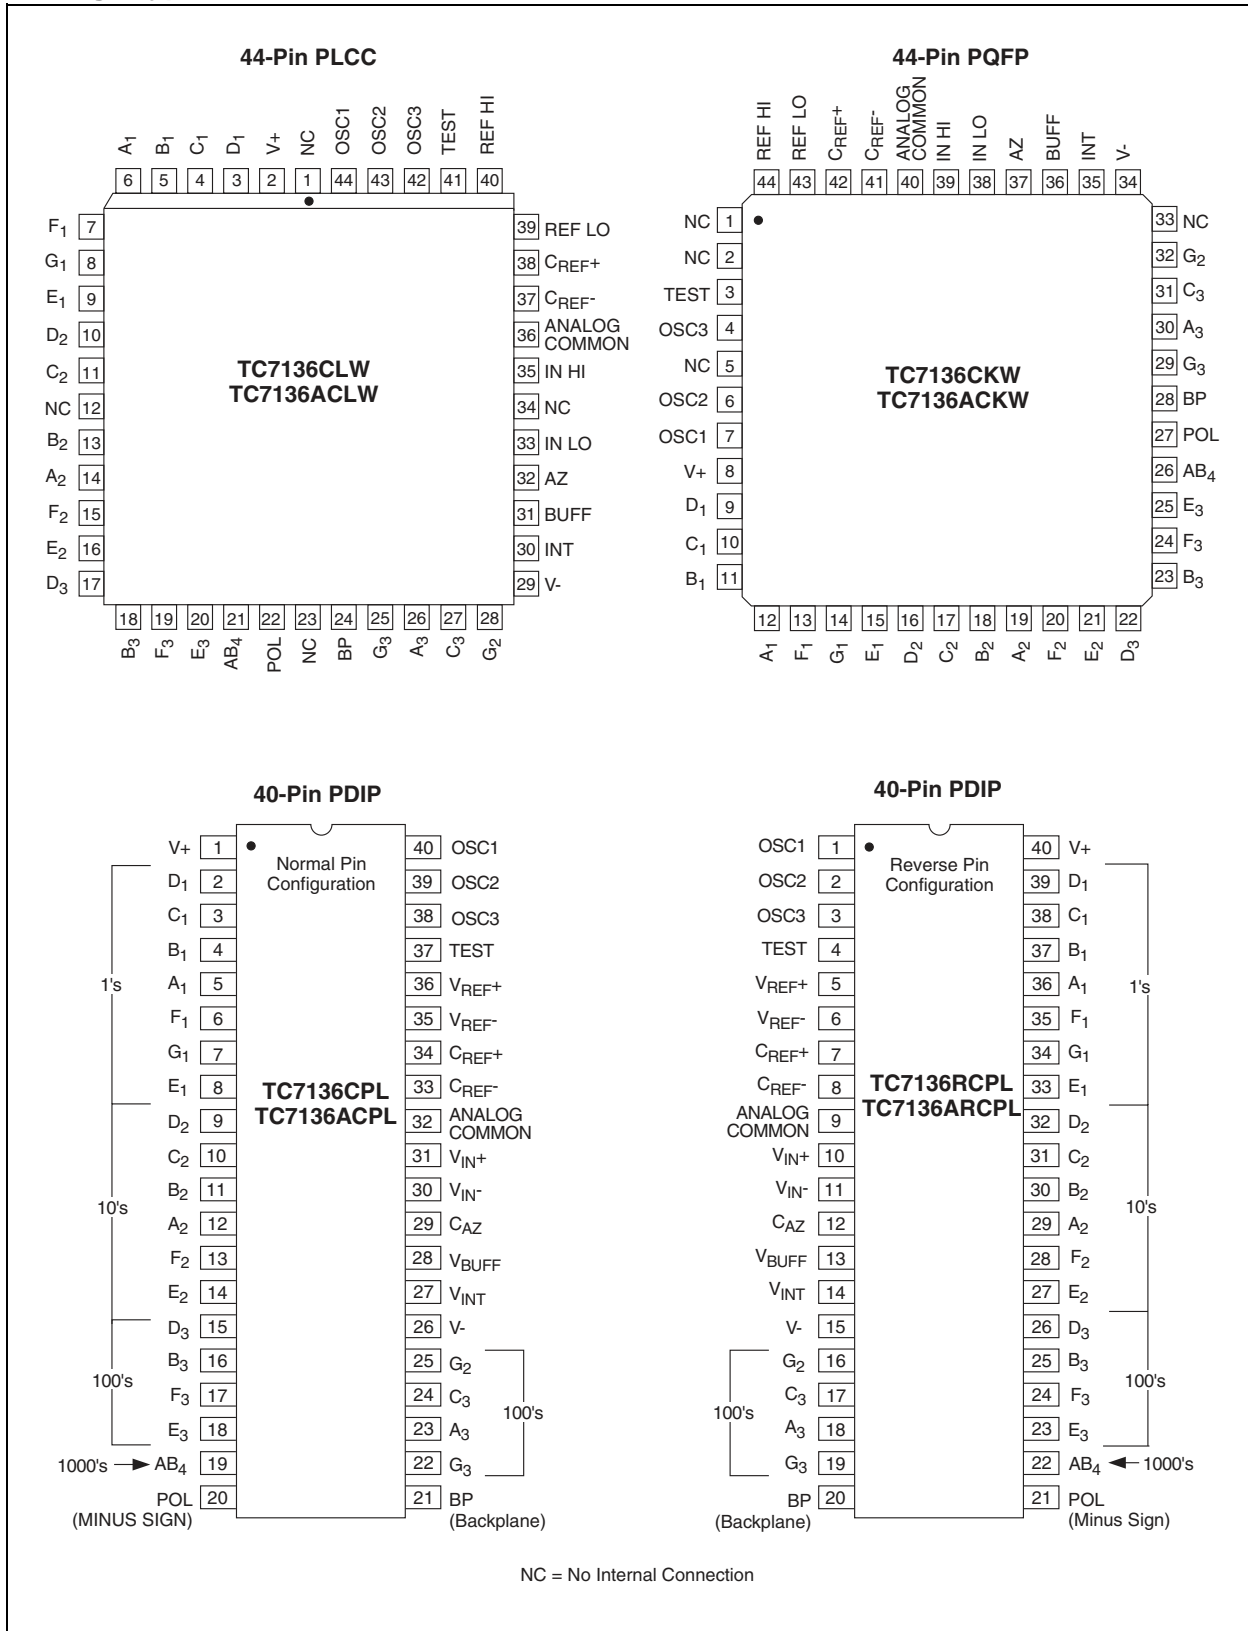 44-Pin PLCC
A1 B1 C1 D1 V+ NC OSC1 OSC2 OSC3 TEST REF HI
6 5 4 3 2 1 44 43 42 41 40
F1 7 39 REF LO
G1 8 38 CREF+
E1 9 37 CREF-
D2 10 36 ANALOG COMMON
C2 11 35 IN HI
NC 12 34 NC
B2 13 33 IN LO
A2 14 32 AZ
F2 15 31 BUFF
E2 16 30 INT
D3 17 29 V-
TC7136CLW
TC7136ACLW
18 19 20 21 22 23 24 25 26 27 28
B3 F3 E3 AB4 POL NC BP G3 A3 C3 G2
44-Pin PQFP
REF HI REF LO CREF+ CREF- ANALOG COMMON IN HI IN LO AZ BUFF INT V-
44 43 42 41 40 39 38 37 36 35 34
NC 1 33 NC
NC 2 32 G2
TEST 3 31 C3
OSC3 4 30 A3
NC 5 29 G3
OSC2 6 28 BP
OSC1 7 27 POL
V+ 8 26 AB4
D1 9 25 E3
C1 10 24 F3
B1 11 23 B3
TC7136CKW
TC7136ACKW
12 13 14 15 16 17 18 19 20 21 22
A1 F1 G1 E1 D2 C2 B2 A2 F2 E2 D3
40-Pin PDIP
Normal Pin
Configuration
V+ 1 40 OSC1
D1 2 39 OSC2
C1 3 38 OSC3
B1 4 37 TEST
1's A1 5 36 VREF+
F1 6 35 VREF-
G1 7 34 CREF+
E1 8 33 CREF-
TC7136CPL
TC7136ACPL
D2 9 32 ANALOG COMMON
C2 10 31 VIN+
B2 11 30 VIN-
10's A2 12 29 CAZ
F2 13 28 VBUFF
E2 14 27 VINT
D3 15 26 V-
B3 16 25 G2
100's F3 17 24 C3 100's
E3 18 23 A3
1000's AB4 19 22 G3
POL 20 21 BP
(MINUS SIGN) (Backplane)
40-Pin PDIP
Reverse Pin
Configuration
OSC1 1 40 V+
OSC2 2 39 D1
OSC3 3 38 C1
TEST 4 37 B1
VREF+ 5 36 A1 1's
VREF- 6 35 F1
CREF+ 7 34 G1
CREF- 8 33 E1
TC7136RCPL
TC7136ARCPL
ANALOG COMMON 9 32 D2
VIN+ 10 31 C2
VIN- 11 30 B2
CAZ 12 29 A2 10's
VBUFF 13 28 F2
VINT 14 27 E2
V- 15 26 D3
G2 16 25 B3
100's C3 17 24 F3 100's
A3 18 23 E3
G3 19 22 AB4 1000's
BP 20 21 POL
(Backplane) (Minus Sign)
NC = No Internal Connection